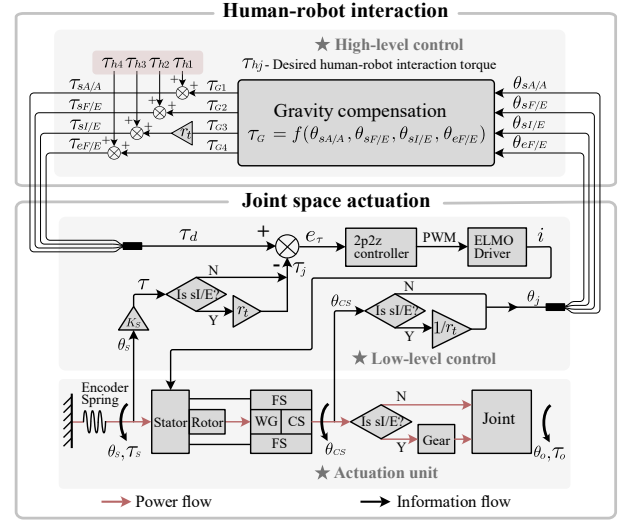 Human-robot interaction
★ High-level control
τh4 τh3 τh2 τh1
τhj - Desired human-robot interaction torque
τsA/A
τsF/E
τsI/E
τeF/E
+ + + + + + + +
rt
τG1
τG2
τG3
τG4
Gravity compensation
τG = f(θsA/A, θsF/E, θsI/E, θeF/E)
θsA/A
θsF/E
θsI/E
θeF/E
Joint space actuation
τd
+
-
eτ
τj
2p2z
controller
PWM
ELMO
Driver
i
τ
Is sI/E?
N
Y
rt
KS
θS
θCS
Is sI/E?
N
Y
1/rt
θj
★ Low-level control
Encoder
Spring
θS, τS
Stator
Rotor
FS
WG CS
FS
θCS
Is sI/E?
N
Y
Gear
Joint
θo, τo
★ Actuation unit
Power flow
Information flow